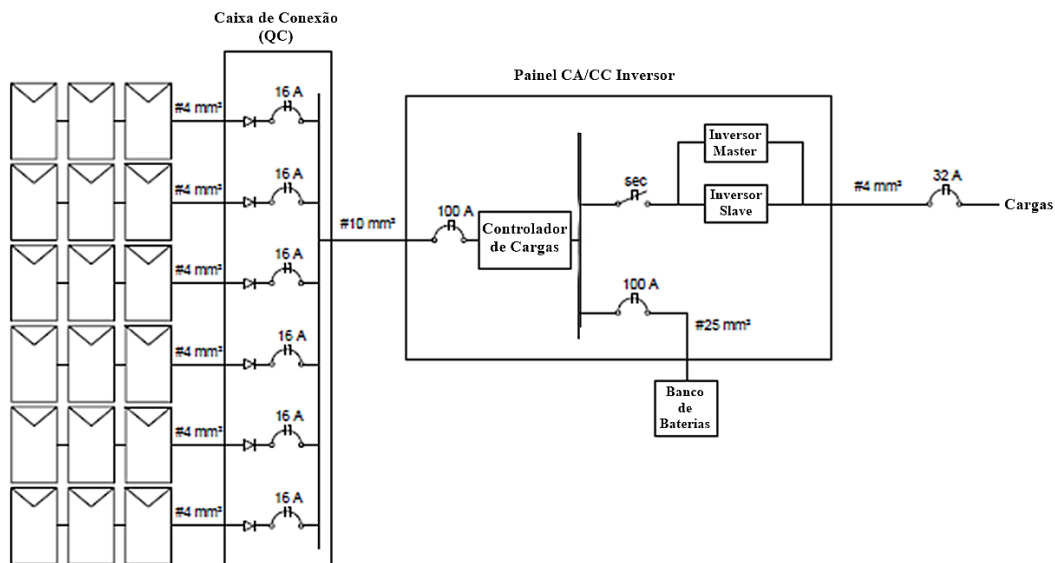 Caixa de Conexão
(QC)
Painel CA/CC Inversor
#4 mm²
16 A
#4 mm²
16 A
#4 mm²
16 A
#4 mm²
16 A
#4 mm²
16 A
#4 mm²
16 A
#10 mm²
100 A
Controlador
de Cargas
sec
Inversor
Master
Inversor
Slave
100 A
#25 mm²
Banco
de
Baterias
#4 mm²
32 A
Cargas